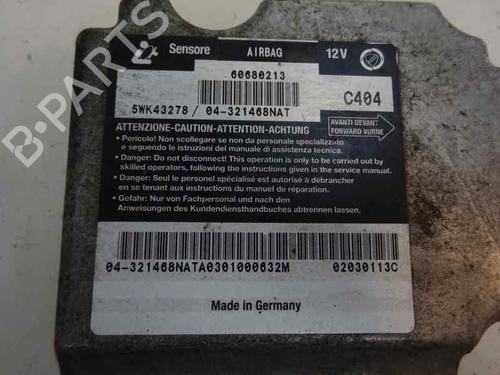 Sensore AIRBAG 12V
60680213
5WK43278 / 04-321468NAT C404
ATTENZIONE-CAUTION-ATTENTION-ACHTUNG
AVANTI DEVANT
FORWARD VORNE
• Pericolo! Non scollegare se non da personale specializzato
e seguendo le istruzioni del manuale di assistenza tecnica.
• Danger: Do not disconnect! This operation is only to be carried out by
skilled operators, following the instructions given in the service manual.
• Danger: Seul le personel spécialisé est autorisé à débrancher
en se tenant aux instructions du manuel de réparation.
• Gefahr: Nur von Fachpersonal und nach den
Anweisungen des Kundendiensthandbuches abtrennen lassen.
04-321468NATA0301000632M 02030113C
Made in Germany
B-PARTS